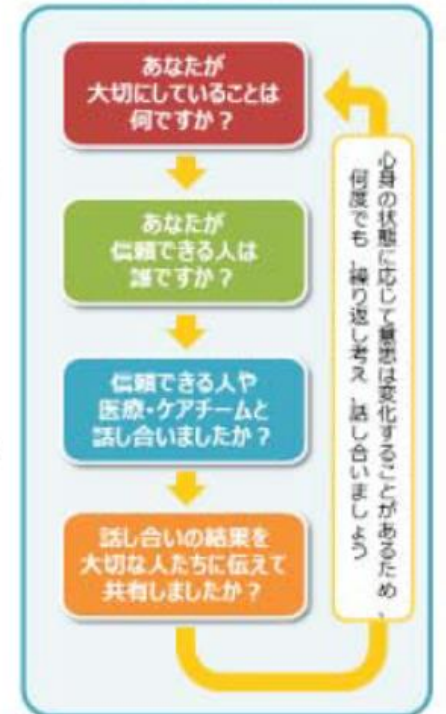 あなたが
大切にしていることは
何ですか？
あなたが
信頼できる人は
誰ですか？
信頼できる人や
医療・ケアチームと
話し合いましたか？
話し合いの結果を
大切な人たちに伝えて
共有しましたか？
心身の状態に応じて意思は変化することがあるため、
何度でも、繰り返し考え、話し合いましょう